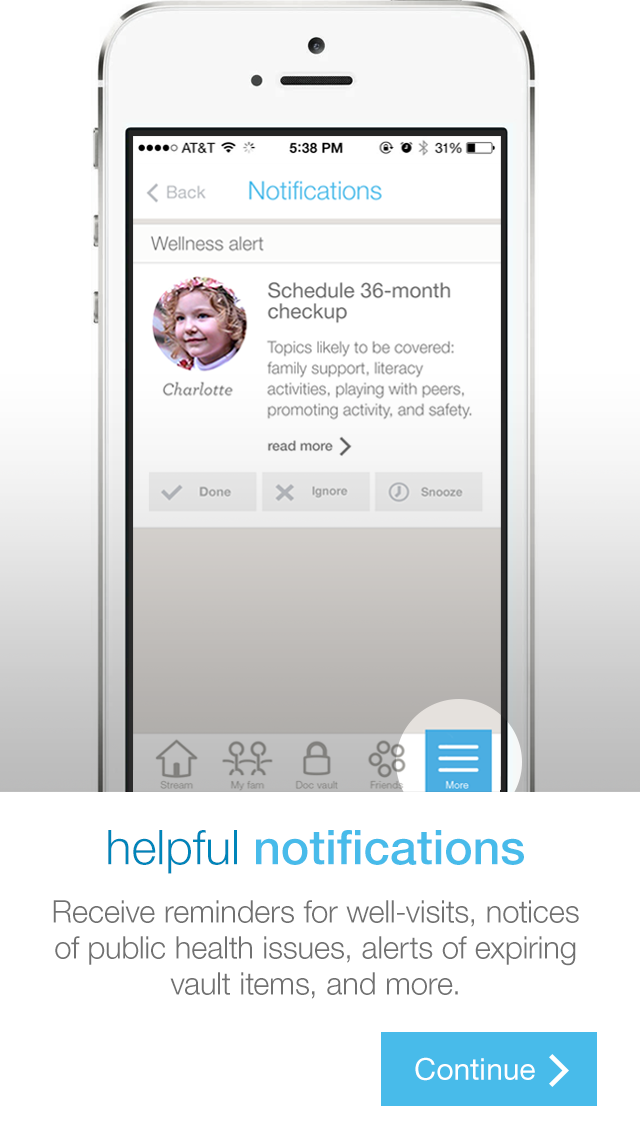 AT&T 5:38 PM 31%
Back Notifications
Wellness alert
Schedule 36-month
checkup
Charlotte
Topics likely to be covered:
family support, literacy
activities, playing with peers,
promoting activity, and safety.
read more
Done Ignore Snooze
Stream My fam Doc vault Friends More
helpful notifications
Receive reminders for well-visits, notices
of public health issues, alerts of expiring
vault items, and more.
Continue